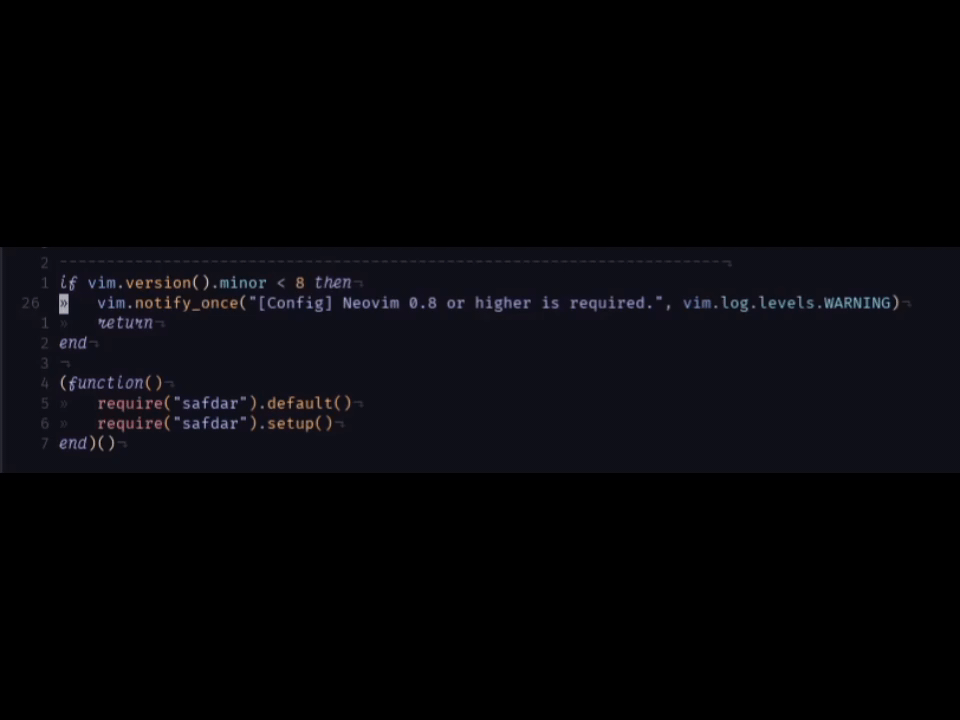 2 -----------------------------------------------------------------------¬
1 if vim.version().minor < 8 then¬
26 »   vim.notify_once("[Config] Neovim 0.8 or higher is required.", vim.log.levels.WARNING)¬
1 »   return¬
2 end¬
3 ¬
4 (function()¬
5 »   require("safdar").default()¬
6 »   require("safdar").setup()¬
7 end)()¬